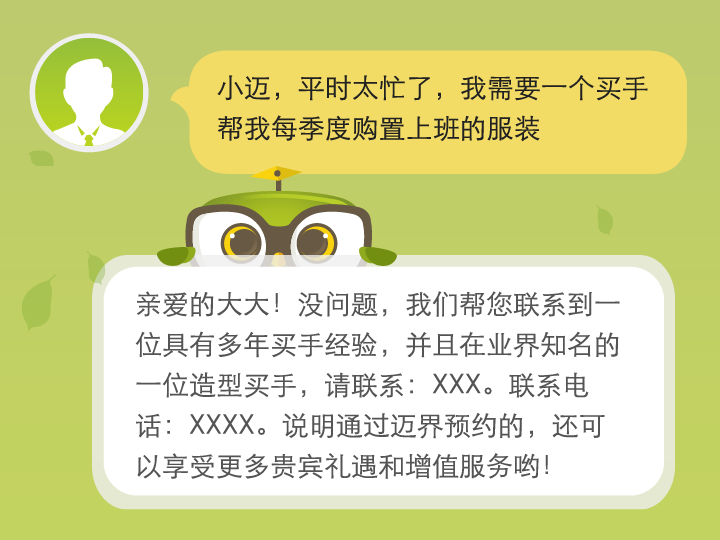 小迈，平时太忙了，我需要一个买手
帮我每季度购置上班的服装
亲爱的大大！没问题，我们帮您联系到一
位具有多年买手经验，并且在业界知名的
一位造型买手，请联系：XXX。联系电
话：XXXX。说明通过迈界预约的，还可
以享受更多贵宾礼遇和增值服务哟！